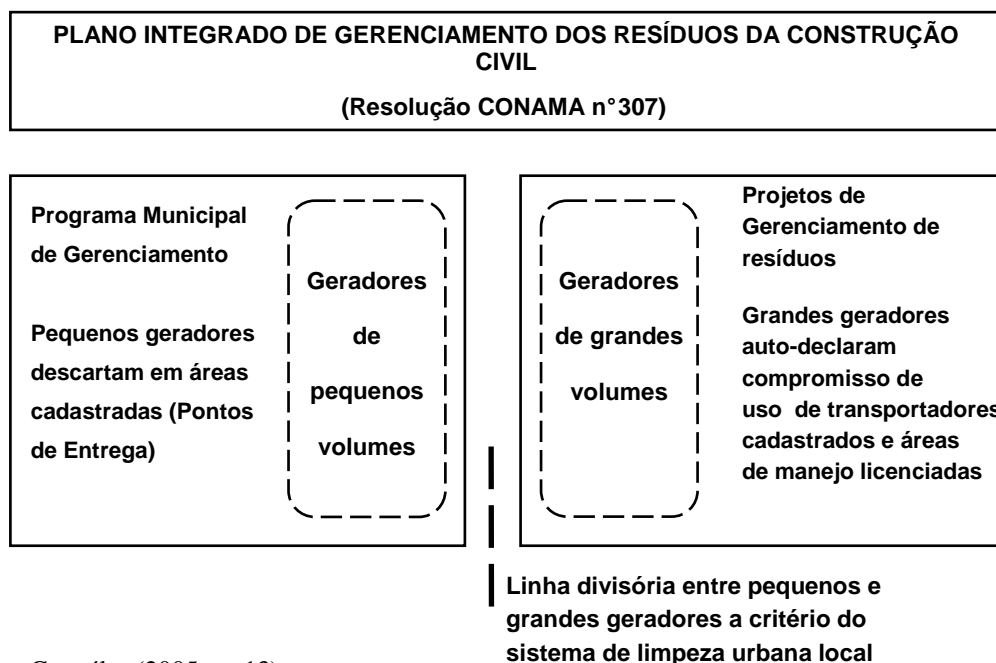 PLANO INTEGRADO DE GERENCIAMENTO DOS RESÍDUOS DA CONSTRUÇÃO
CIVIL
(Resolução CONAMA n°307)
Programa Municipal
de Gerenciamento
Pequenos geradores
descartam em áreas
cadastradas (Pontos
de Entrega)
Geradores
de
pequenos
volumes
Geradores
de grandes
volumes
Projetos de
Gerenciamento de
resíduos
Grandes geradores
auto-declaram
compromisso de
uso de transportadores
cadastrados e áreas
de manejo licenciadas
Linha divisória entre pequenos e
grandes geradores a critério do
sistema de limpeza urbana local